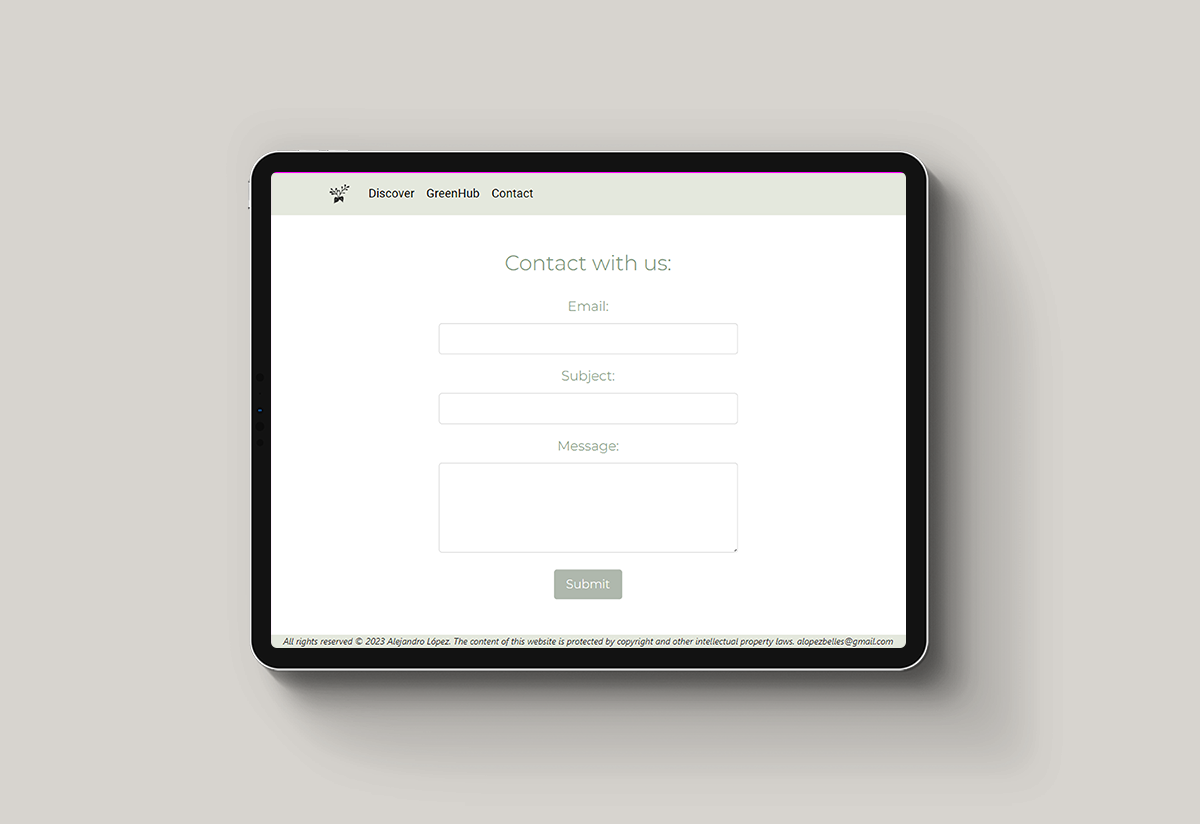 Discover GreenHub Contact
Contact with us:
Email:
Subject:
Message:
Submit
All rights reserved © 2023 Alejandro López. The content of this website is protected by copyright and other intellectual property laws. alopezbelles@gmail.com